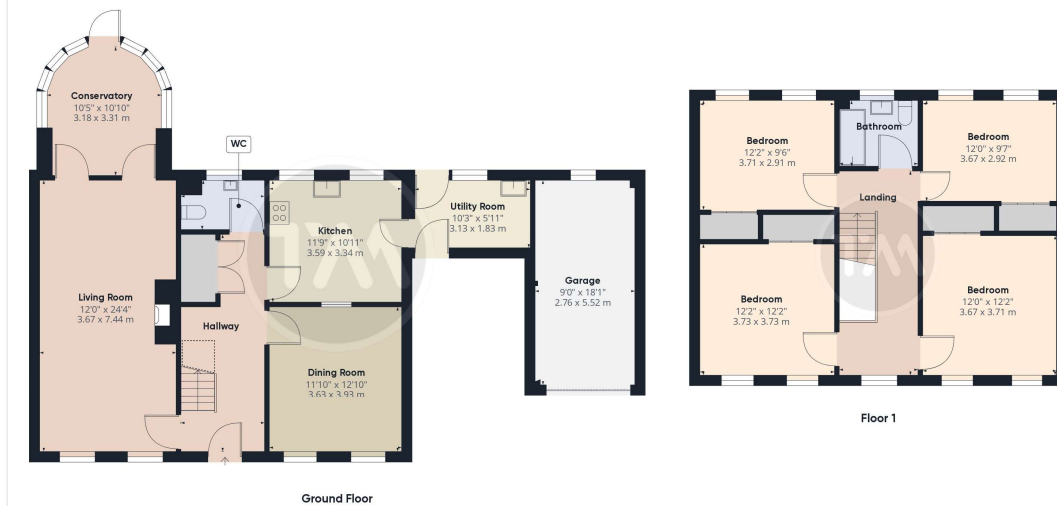 Conservatory
10'5" x 10'10"
3.18 x 3.31 m
WC
Kitchen
11'9" x 10'11"
3.59 x 3.34 m
Utility Room
10'3" x 5'11"
3.13 x 1.83 m
Living Room
12'0" x 24'4"
3.67 x 7.44 m
Hallway
Garage
9'0" x 18'1"
2.76 x 5.52 m
Dining Room
11'10" x 12'10"
3.63 x 3.93 m
Ground Floor
Bedroom
12'2" x 9'6"
3.71 x 2.91 m
Bathroom
Bedroom
12'0" x 9'7"
3.67 x 2.92 m
Landing
Bedroom
12'2" x 12'2"
3.73 x 3.73 m
Bedroom
12'0" x 12'2"
3.67 x 3.71 m
Floor 1